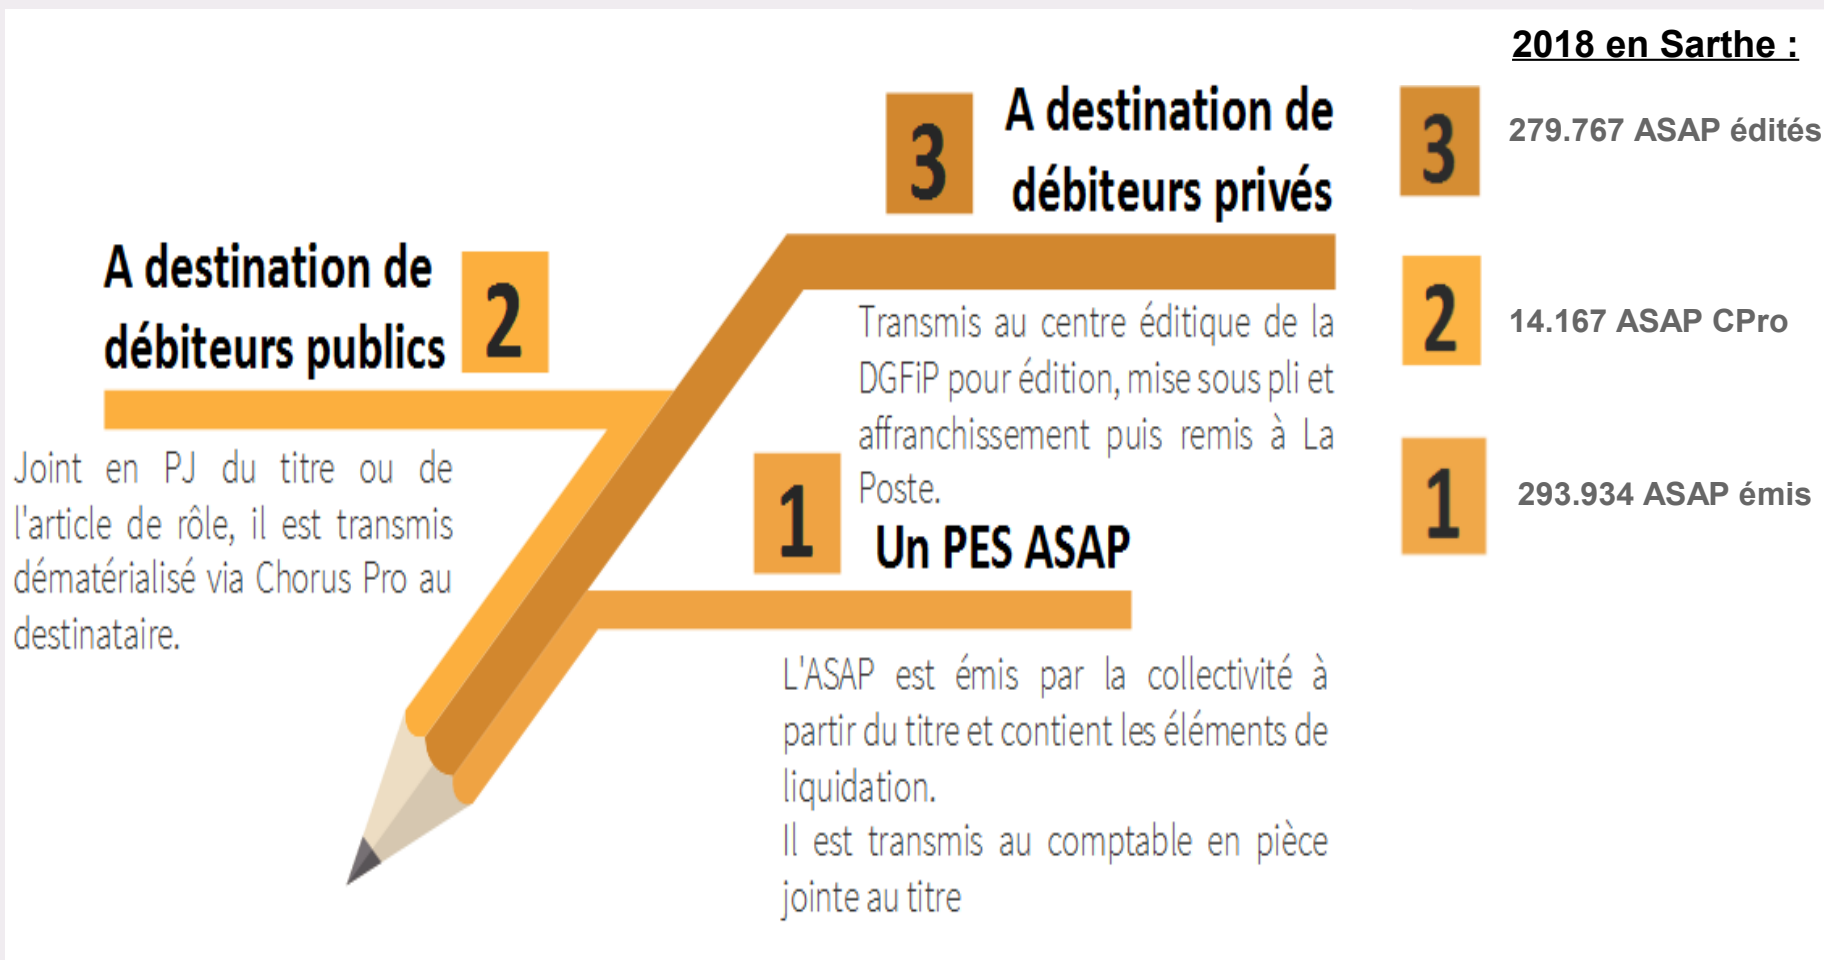 2018 en Sarthe :
3
A destination de
débiteurs privés
Transmis au centre éditique de la
DGFiP pour édition, mise sous pli et
affranchissement puis remis à La
Poste.
A destination de
débiteurs publics
2
Joint en PJ du titre ou de
l'article de rôle, il est transmis
dématérialisé via Chorus Pro au
destinataire.
1
Un PES ASAP
L'ASAP est émis par la collectivité à
partir du titre et contient les éléments de
liquidation.
Il est transmis au comptable en pièce
jointe au titre
3
279.767 ASAP édités
2
14.167 ASAP CPro
1
293.934 ASAP émis